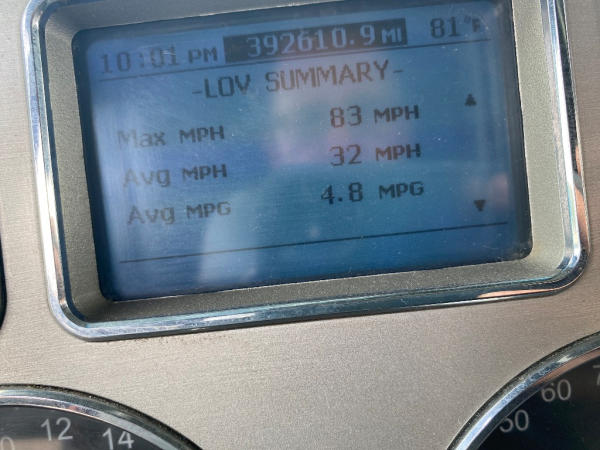 10:01 PM 392610.9 MI 81°F
-LOV SUMMARY-
Max MPH 83 MPH
Avg MPH 32 MPH
Avg MPG 4.8 MPG
12 14
50 60